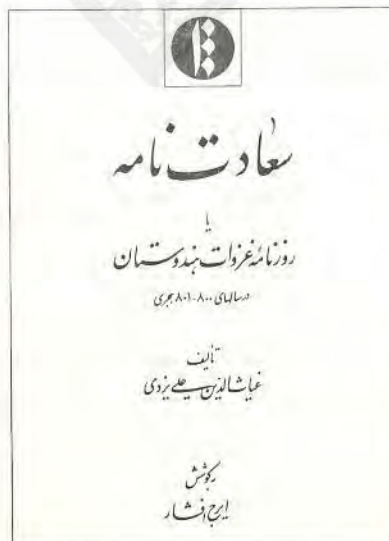 سعادت نامه
یا
روزنامهٔ غزوات هندوستان
در سالهای ۸۰۰-۸۰۱ هجری
تألیف
غیاث‌الدین علی یزدی
بکوشش
ایرج افشار